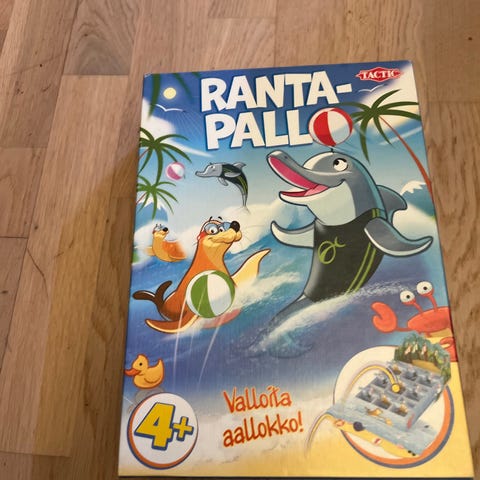 TACTIC
RANTA-
PALLO
Valloita
aallokko!
4+